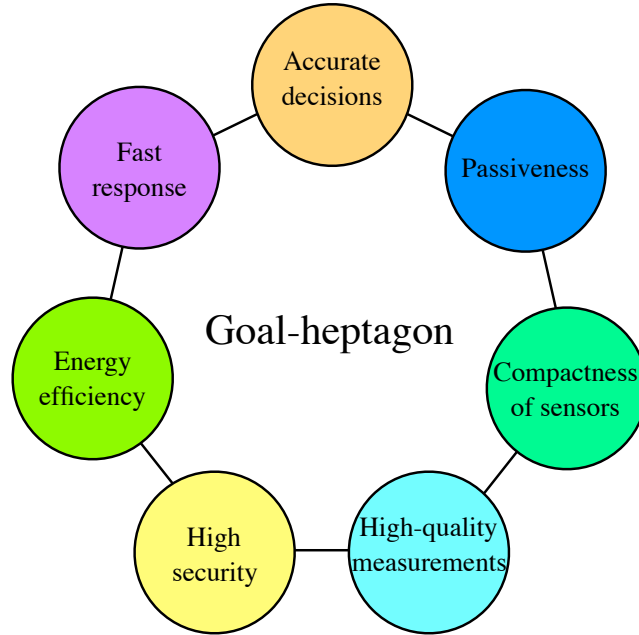 Accurate
decisions
Fast
response
Passiveness
Goal-heptagon
Energy
efficiency
Compactness
of sensors
High
security
High-quality
measurements